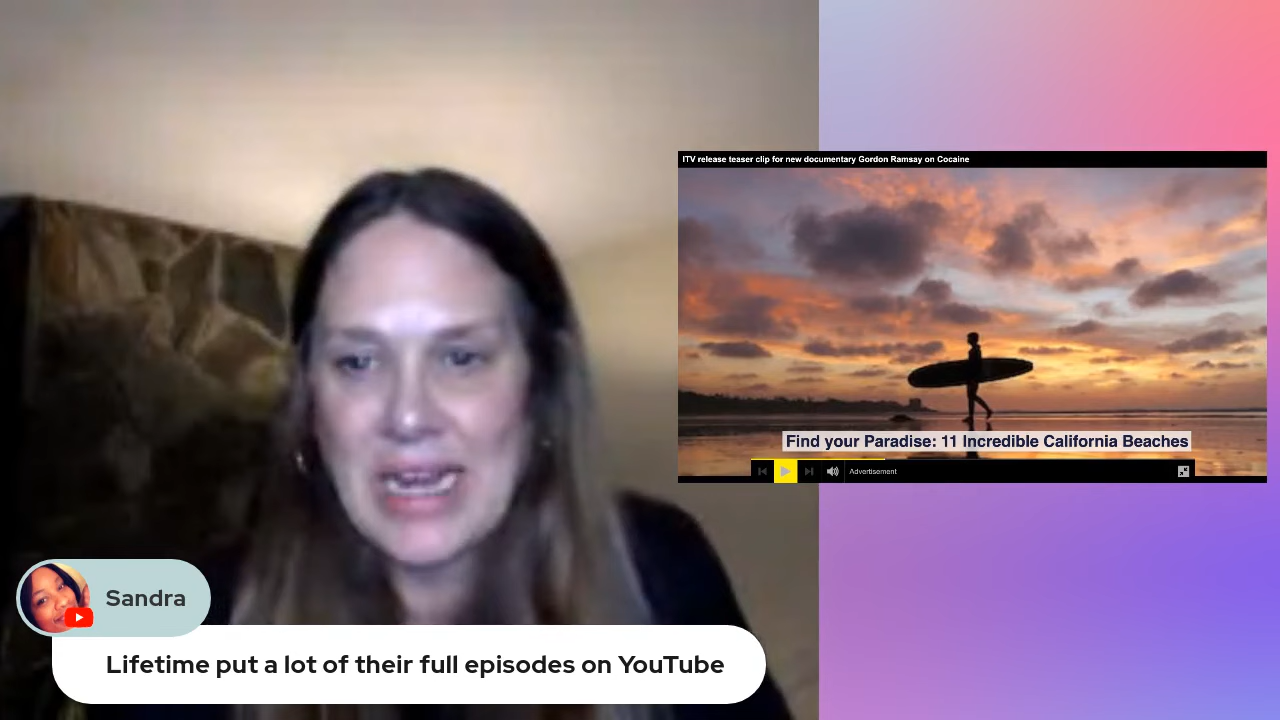 ITV release teaser clip for new documentary Gordon Ramsay on Cocaine
Find your Paradise: 11 Incredible California Beaches
Advertisement
Sandra
Lifetime put a lot of their full episodes on YouTube